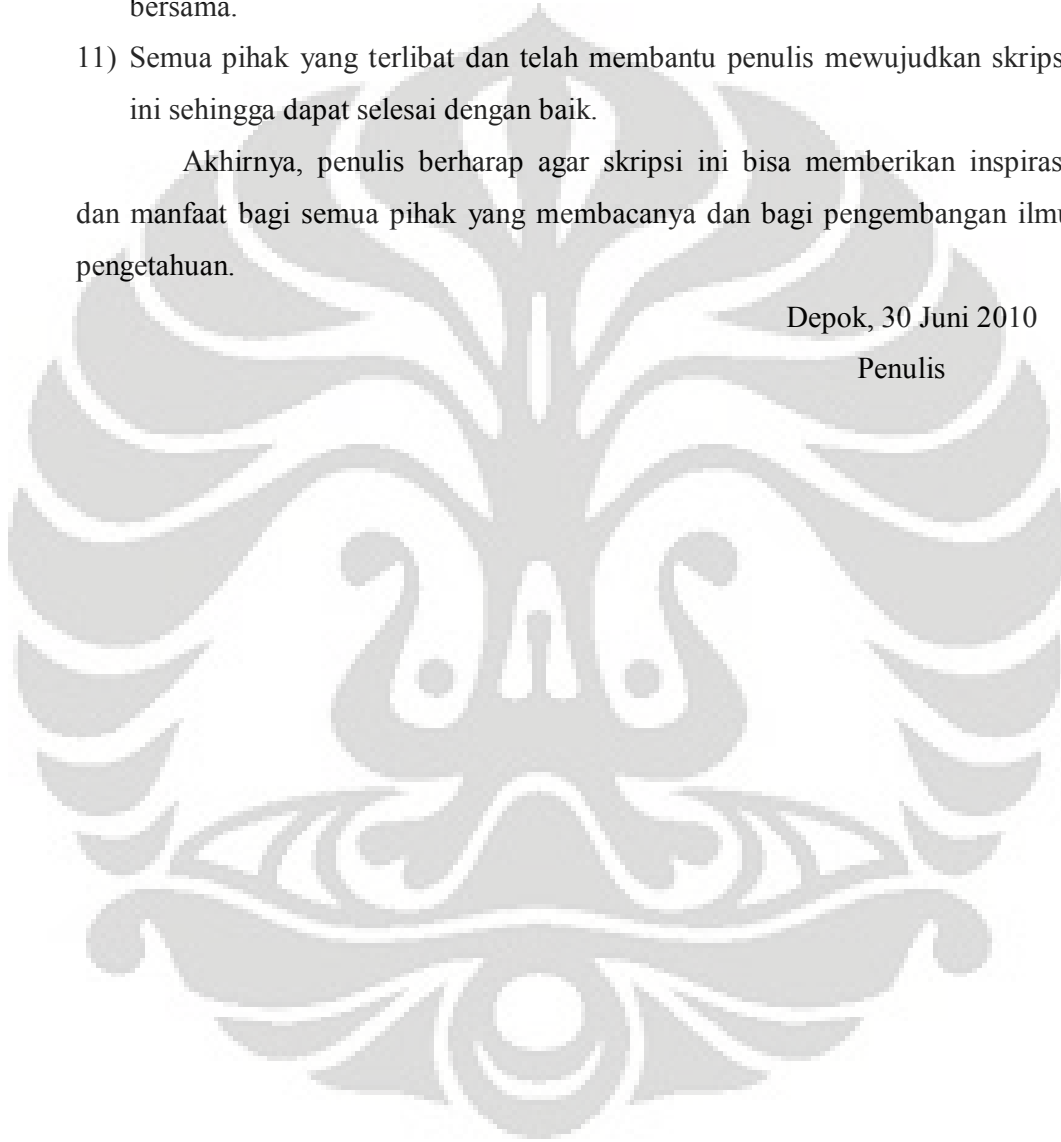 bersama.
11) Semua pihak yang terlibat dan telah membantu penulis mewujudkan skrips
ini sehingga dapat selesai dengan baik.
Akhirnya, penulis berharap agar skripsi ini bisa memberikan inspiras
dan manfaat bagi semua pihak yang membacanya dan bagi pengembangan ilmu
pengetahuan.
Depok, 30 Juni 2010
Penulis